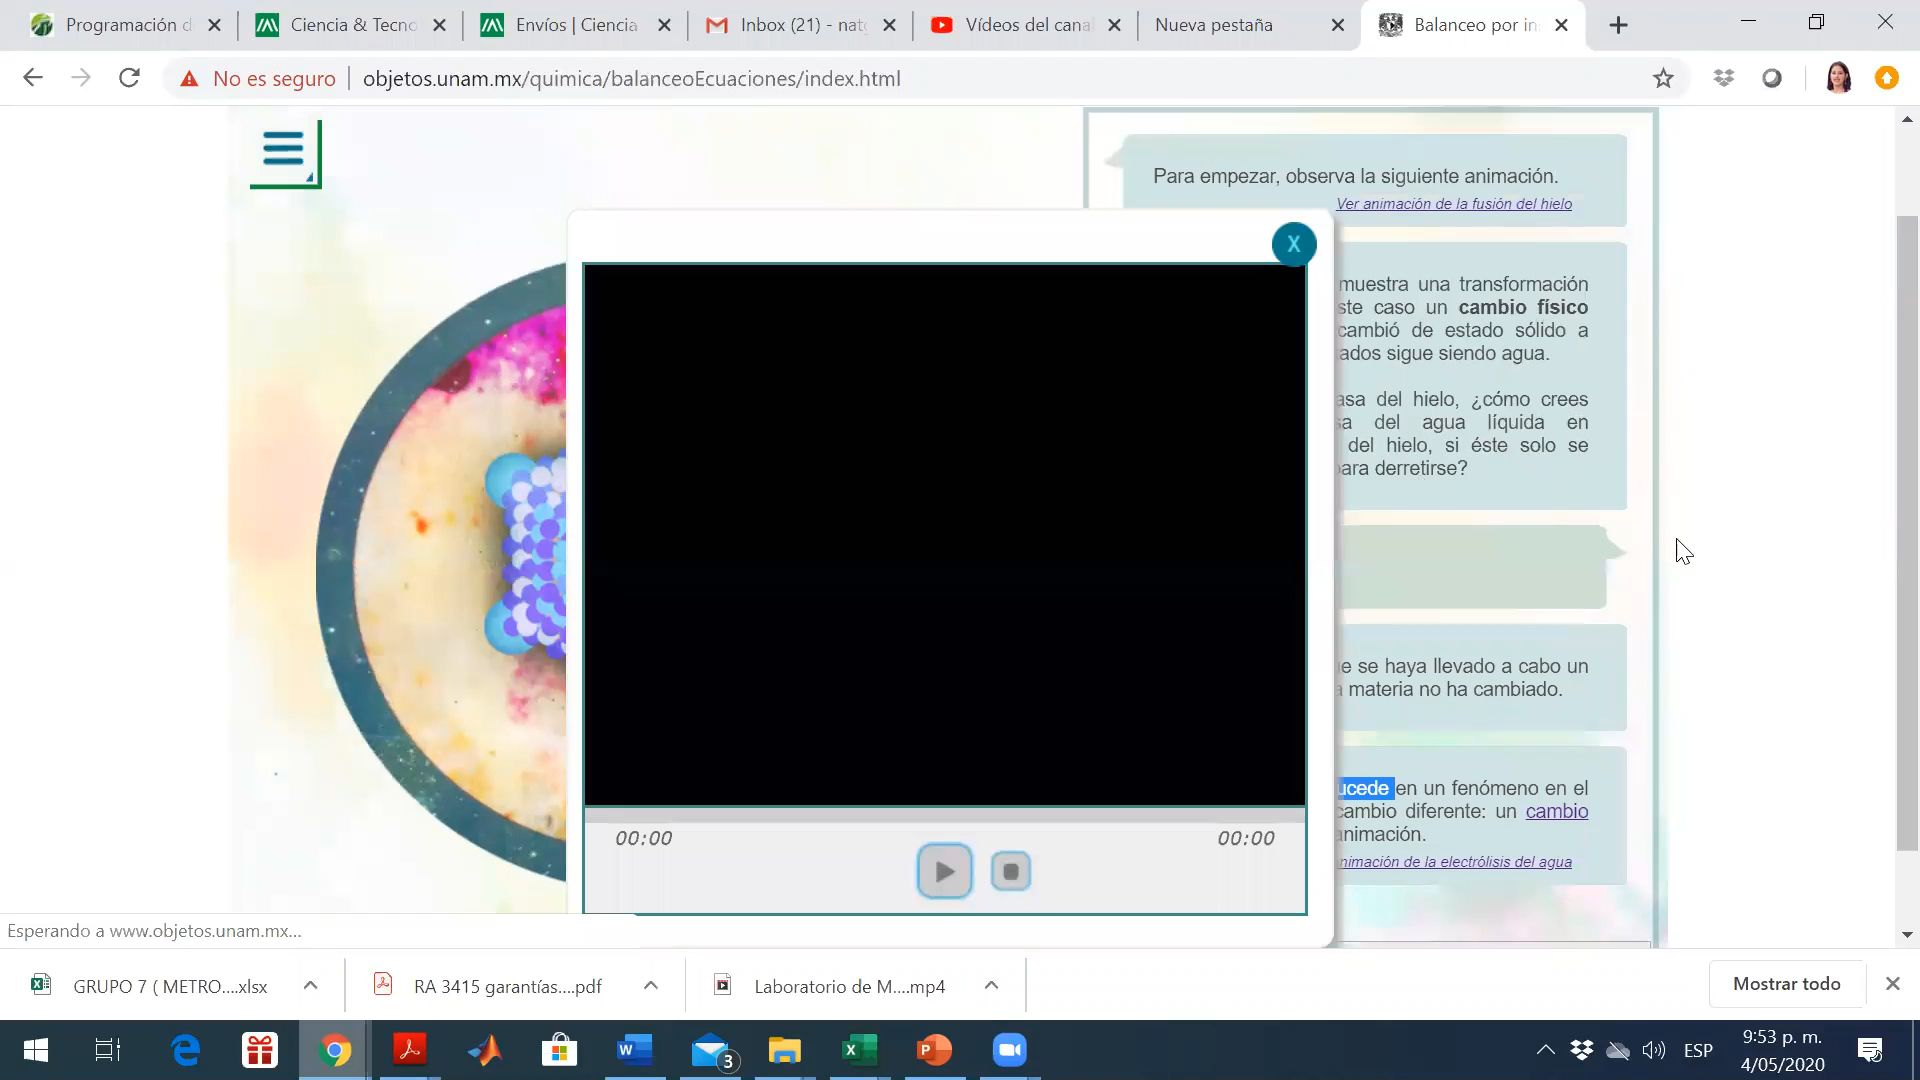 Programación d
Ciencia & Tecno
Envíos | Ciencia
Inbox (21) - nat
Vídeos del canal
Nueva pestaña
Balanceo por in
No es seguro
objetos.unam.mx/quimica/balanceoEcuaciones/index.html
Para empezar, observa la siguiente animación.
Ver animación de la fusión del hielo
X
muestra una transformación
ste caso un cambio físico
cambió de estado sólido a
ados sigue siendo agua.
asa del hielo, ¿cómo crees
sa del agua líquida en
del hielo, si éste solo se
para derretirse?
ue se haya llevado a cabo un
a materia no ha cambiado.
ucede en un fenómeno en el
cambio diferente: un cambio
animación.
nimación de la electrólisis del agua
00:00
00:00
Esperando a www.objetos.unam.mx...
GRUPO 7 ( METRO....xlsx
RA 3415 garantías....pdf
Laboratorio de M....mp4
Mostrar todo
3
ESP
9:53 p. m.
4/05/2020